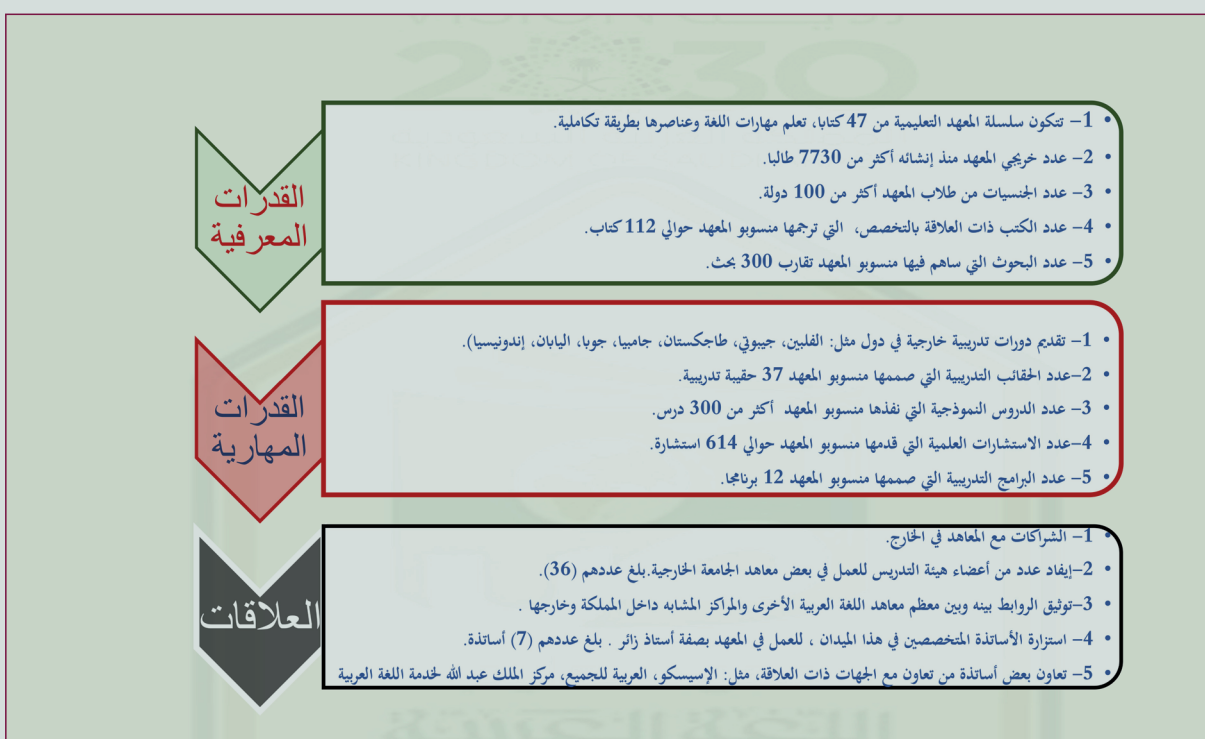 VISION رؤيــــة
2030
القدرات
المعرفية
• 1– تتكون سلسلة المعهد التعليمية من 47 كتابا، تعلم مهارات اللغة وعناصرها بطريقة تكاملية.
• 2– عدد خريجي المعهد منذ إنشائه أكثر من 7730 طالبا.
• 3– عدد الجنسيات من طلاب المعهد أكثر من 100 دولة.
• 4– عدد الكتب ذات العلاقة بالتخصص، التي ترجمها منسوبو المعهد حوالي 112 كتاب.
• 5– عدد البحوث التي ساهم فيها منسوبو المعهد تقارب 300 بحث.
القدرات
المهارية
• 1– تقديم دورات تدريبية خارجية في دول مثل: الفلبين، جيبوتي، طاجكستان، جامبيا، جوبا، اليابان، إندونيسيا).
• 2–عدد الحقائب التدريبية التي صممها منسوبو المعهد 37 حقيبة تدريبية.
• 3– عدد الدروس النموذجية التي نفذها منسوبو المعهد أكثر من 300 درس.
• 4–عدد الاستشارات العلمية التي قدمها منسوبو المعهد حوالي 614 استشارة.
• 5– عدد البرامج التدريبية التي صممها منسوبو المعهد 12 برنامجا.
العلاقات
• 1– الشراكات مع المعاهد في الخارج.
• 2–إيفاد عدد من أعضاء هيئة التدريس للعمل في بعض معاهد الجامعة الخارجية.بلغ عددهم (36).
• 3–توثيق الروابط بينه وبين معظم معاهد اللغة العربية الأخرى والمراكز المشابه داخل المملكة وخارجها .
• 4– استزارة الأساتذة المتخصصين في هذا الميدان ، للعمل في المعهد بصفة أستاذ زائر . بلغ عددهم (7) أساتذة.
• 5– تعاون بعض أساتذة من تعاون مع الجهات ذات العلاقة، مثل: الإسيسكو، العربية للجميع، مركز الملك عبد الله لخدمة اللغة العربية